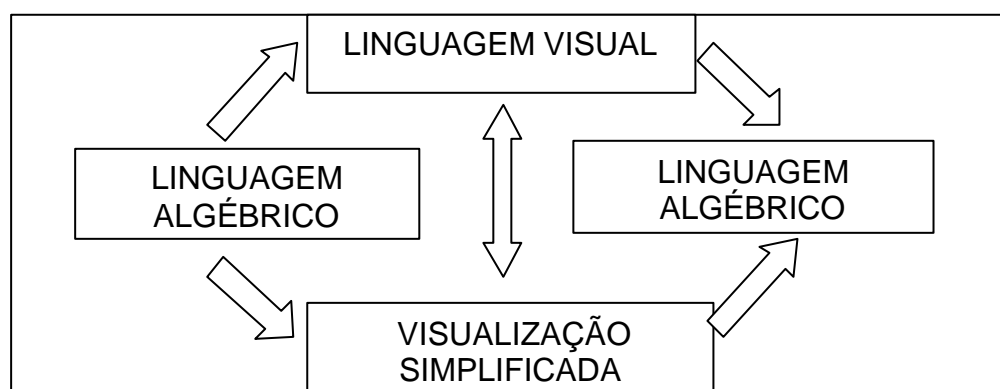 LINGUAGEM VISUAL
LINGUAGEM
ALGÉBRICO
LINGUAGEM
ALGÉBRICO
VISUALIZAÇÃO
SIMPLIFICADA